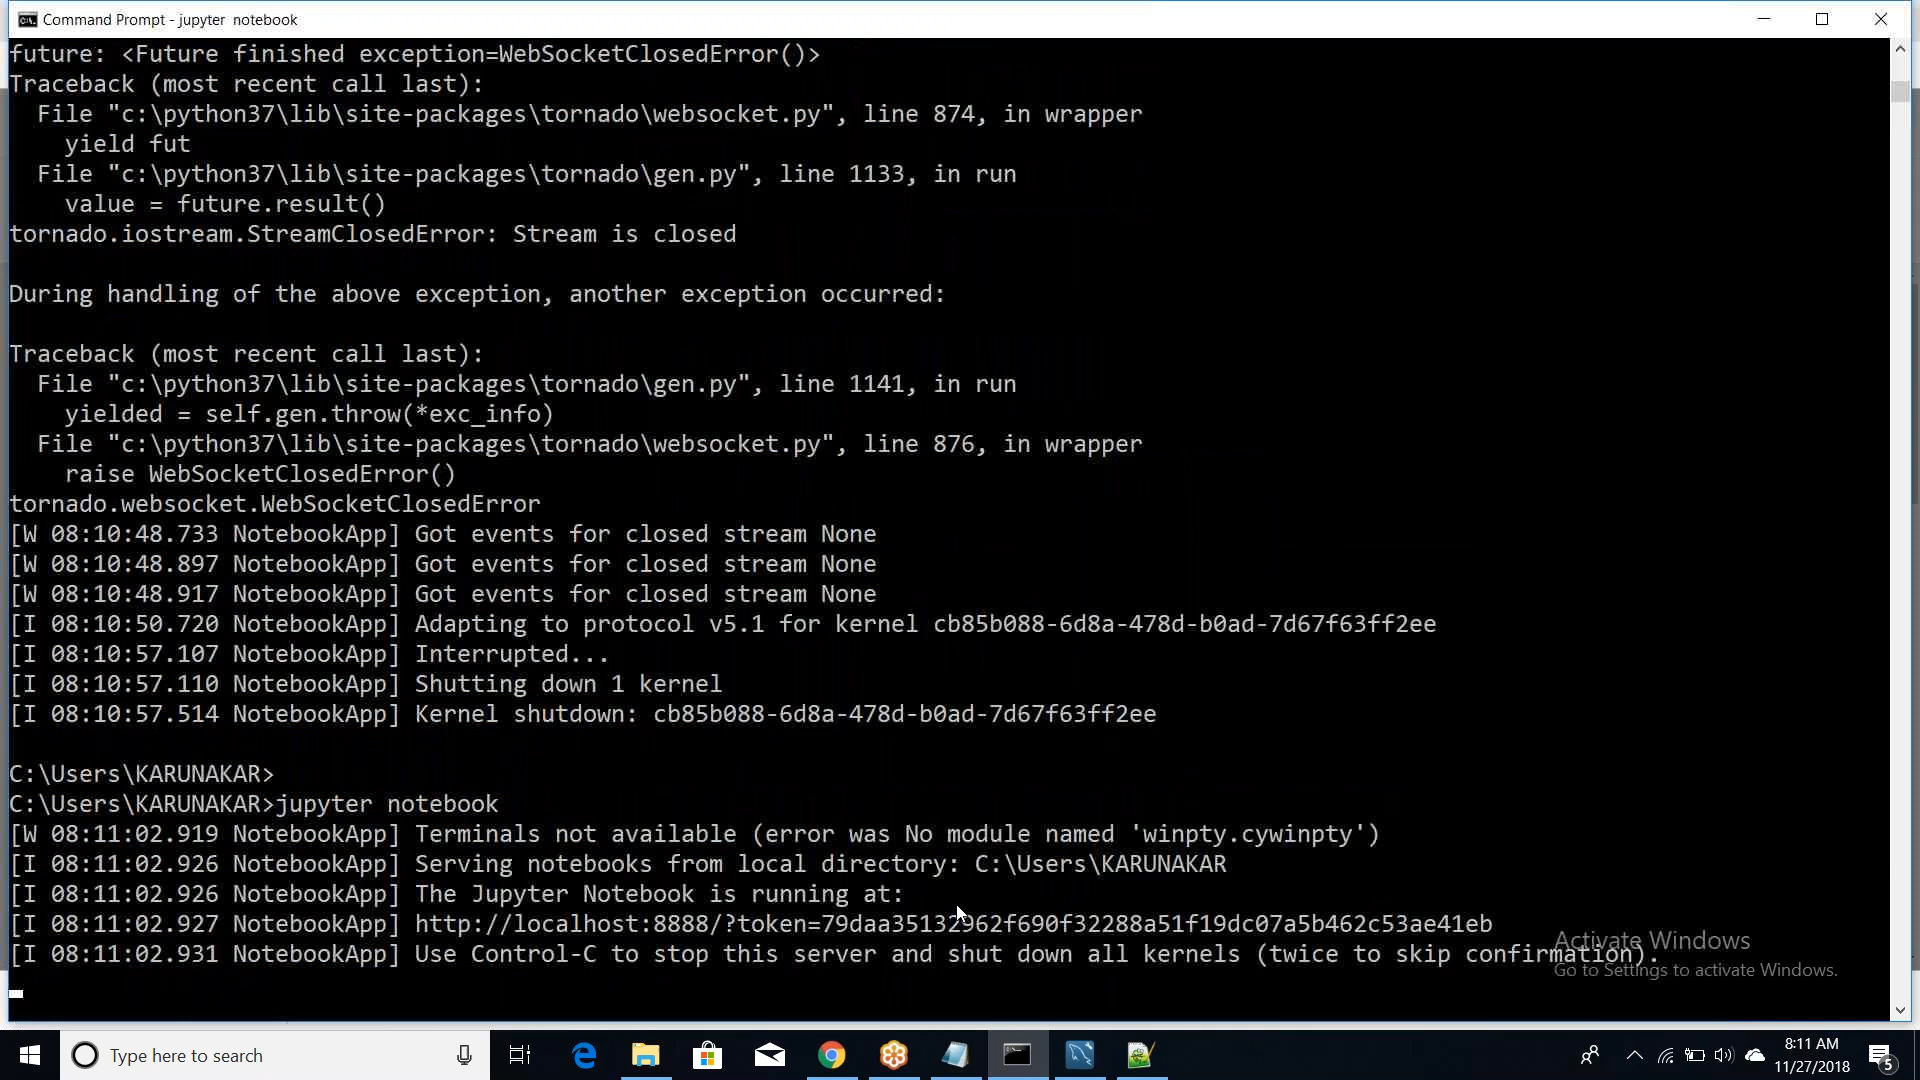 Command Prompt - jupyter  notebook
future: <Future finished exception=WebSocketClosedError()>
Traceback (most recent call last):
  File "c:\python37\lib\site-packages\tornado\websocket.py", line 874, in wrapper
    yield fut
  File "c:\python37\lib\site-packages\tornado\gen.py", line 1133, in run
    value = future.result()
tornado.iostream.StreamClosedError: Stream is closed
During handling of the above exception, another exception occurred:
Traceback (most recent call last):
  File "c:\python37\lib\site-packages\tornado\gen.py", line 1141, in run
    yielded = self.gen.throw(*exc_info)
  File "c:\python37\lib\site-packages\tornado\websocket.py", line 876, in wrapper
    raise WebSocketClosedError()
tornado.websocket.WebSocketClosedError
[W 08:10:48.733 NotebookApp] Got events for closed stream None
[W 08:10:48.897 NotebookApp] Got events for closed stream None
[W 08:10:48.917 NotebookApp] Got events for closed stream None
[I 08:10:50.720 NotebookApp] Adapting to protocol v5.1 for kernel cb85b088-6d8a-478d-b0ad-7d67f63ff2ee
[I 08:10:57.107 NotebookApp] Interrupted...
[I 08:10:57.110 NotebookApp] Shutting down 1 kernel
[I 08:10:57.514 NotebookApp] Kernel shutdown: cb85b088-6d8a-478d-b0ad-7d67f63ff2ee
C:\Users\KARUNAKAR>
C:\Users\KARUNAKAR>jupyter notebook
[W 08:11:02.919 NotebookApp] Terminals not available (error was No module named 'winpty.cywinpty')
[I 08:11:02.926 NotebookApp] Serving notebooks from local directory: C:\Users\KARUNAKAR
[I 08:11:02.926 NotebookApp] The Jupyter Notebook is running at:
[I 08:11:02.927 NotebookApp] http://localhost:8888/?token=79daa35132962f690f32288a51f19dc07a5b462c53ae41eb
[I 08:11:02.931 NotebookApp] Use Control-C to stop this server and shut down all kernels (twice to skip confirmation).
Activate Windows
Go to Settings to activate Windows.
Type here to search
8:11 AM
11/27/2018
5